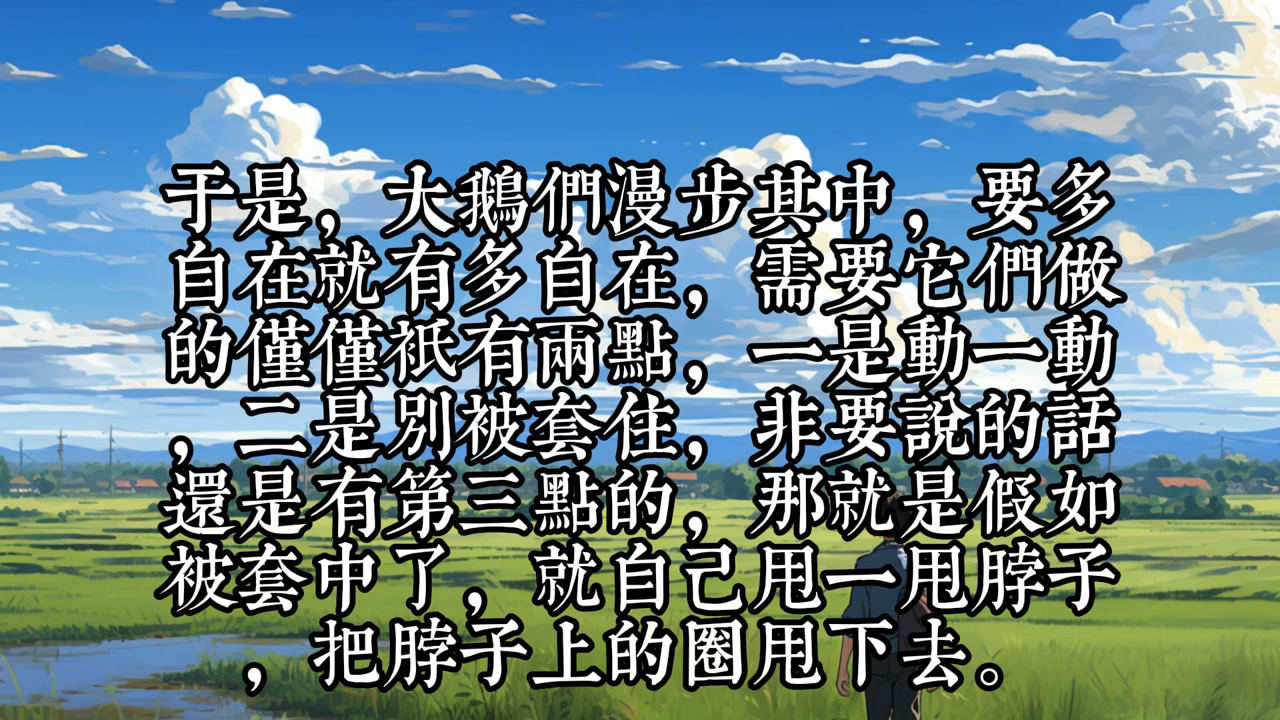 于是，大鵝們漫步其中，要多
自在就有多自在，需要它們做
的僅僅衹有兩點，一是動一動
，二是別被套住，非要說的話
還是有第三點的，那就是假如
被套中了，就自己甩一甩脖子
，把脖子上的圈甩下去。